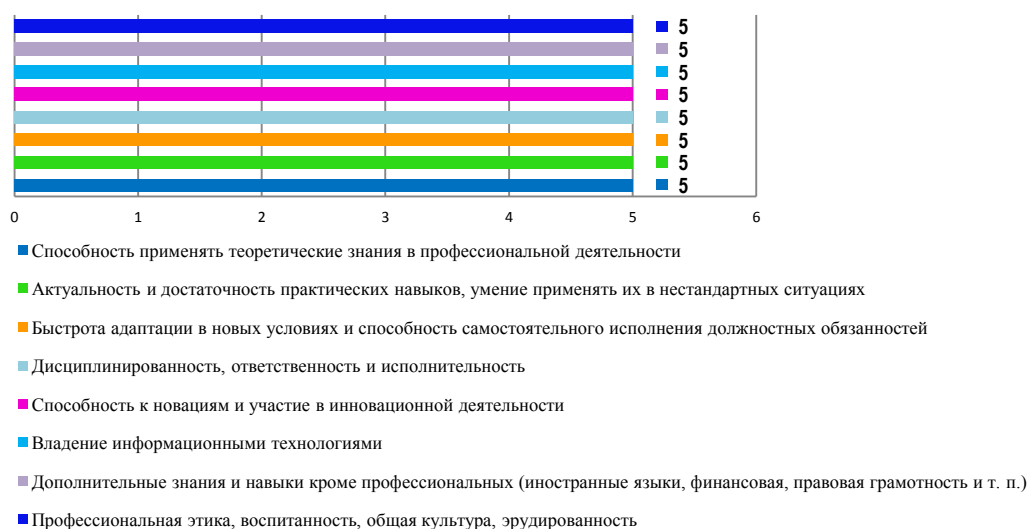 5
5
5
5
5
5
5
5
0 1 2 3 4 5 6
Способность применять теоретические знания в профессиональной деятельности
Актуальность и достаточность практических навыков, умение применять их в нестандартных ситуациях
Быстрота адаптации в новых условиях и способность самостоятельного исполнения должностных обязанностей
Дисциплинированность, ответственность и исполнительность
Способность к новациям и участие в инновационной деятельности
Владение информационными технологиями
Дополнительные знания и навыки кроме профессиональных (иностранные языки, финансовая, правовая грамотность и т. п.)
Профессиональная этика, воспитанность, общая культура, эрудированность